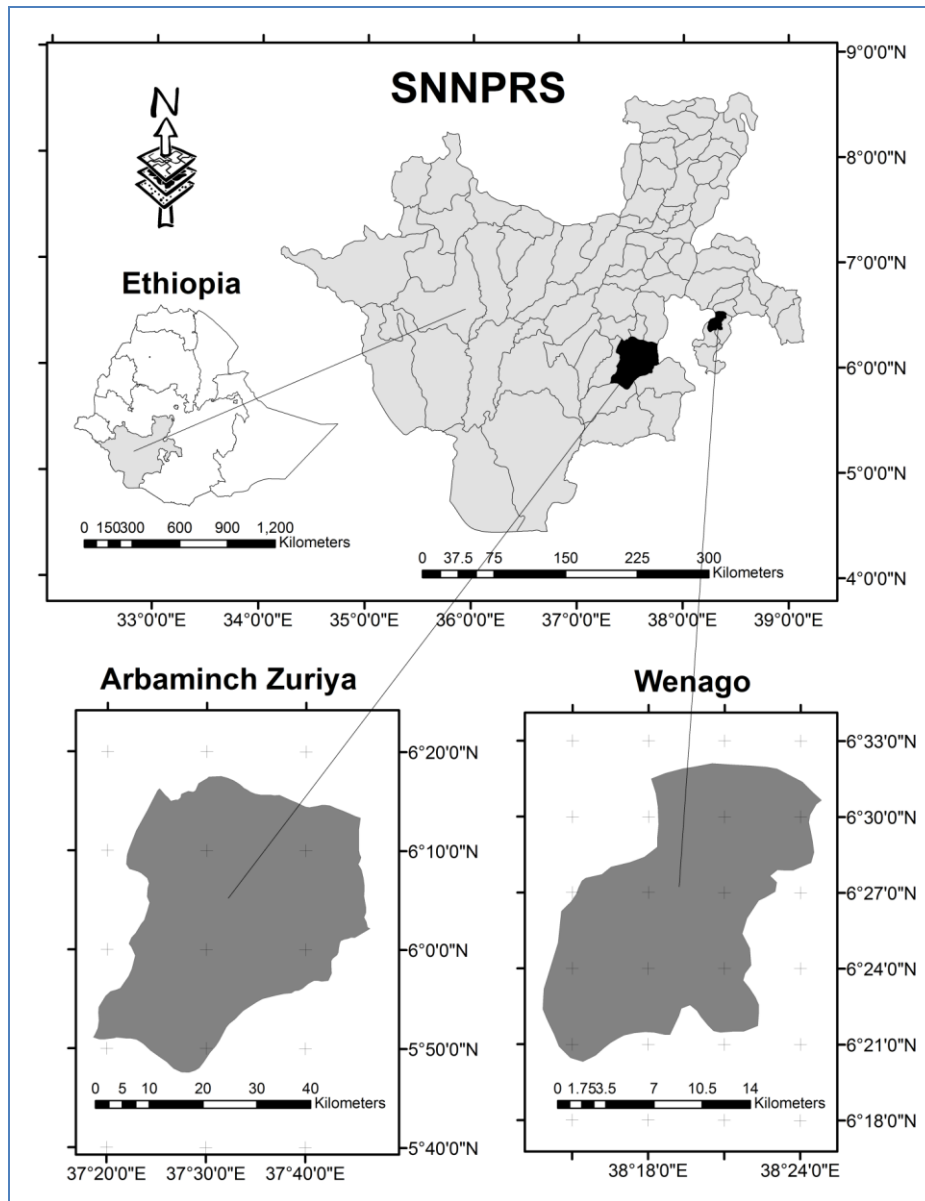 SNNPRS
N
9°0'0"N
8°0'0"N
7°0'0"N
6°0'0"N
5°0'0"N
4°0'0"N
Ethiopia
0 150300 600 900 1,200
Kilometers
0 37.5 75 150 225 300
Kilometers
33°0'0"E 34°0'0"E 35°0'0"E 36°0'0"E 37°0'0"E 38°0'0"E 39°0'0"E
Arbaminch Zuriya
6°20'0"N
6°10'0"N
6°0'0"N
5°50'0"N
5°40'0"N
0 5 10 20 30 40
Kilometers
37°20'0"E 37°30'0"E 37°40'0"E
Wenago
6°33'0"N
6°30'0"N
6°27'0"N
6°24'0"N
6°21'0"N
6°18'0"N
0 1.753.5 7 10.5 14
Kilometers
38°18'0"E 38°24'0"E